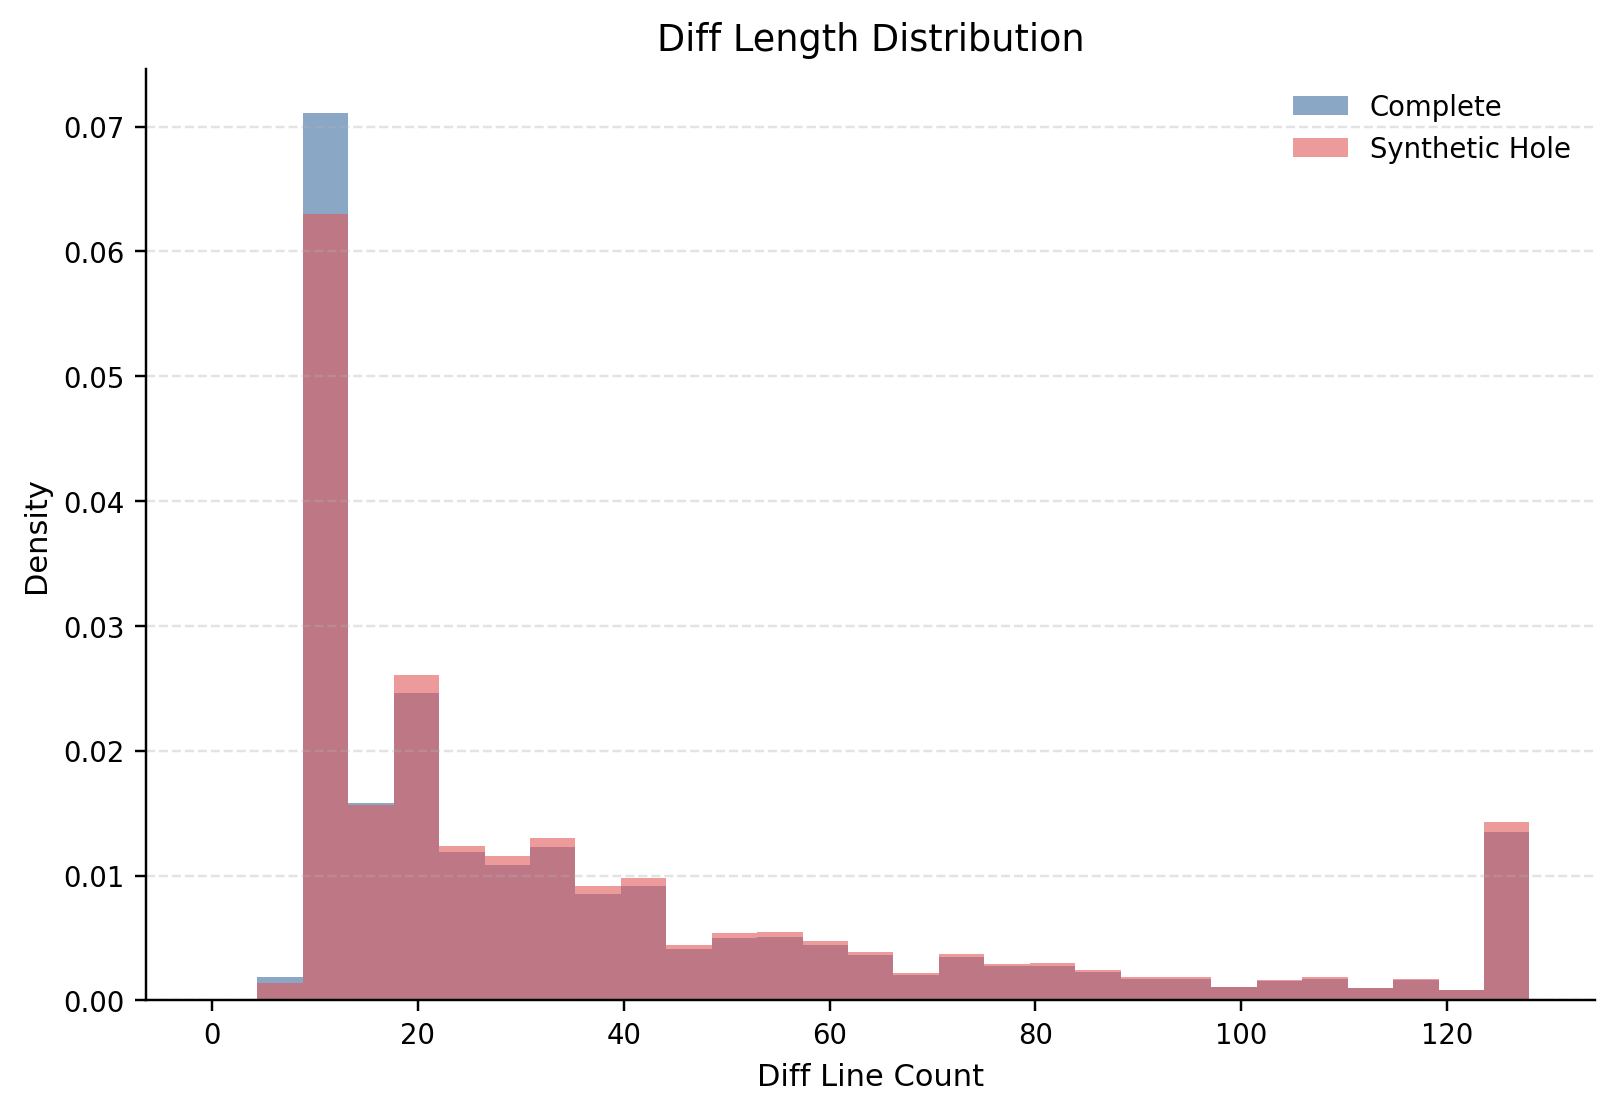 Diff Length Distribution
Complete
Synthetic Hole
Density
0.07
0.06
0.05
0.04
0.03
0.02
0.01
0.00
0 20 40 60 80 100 120
Diff Line Count